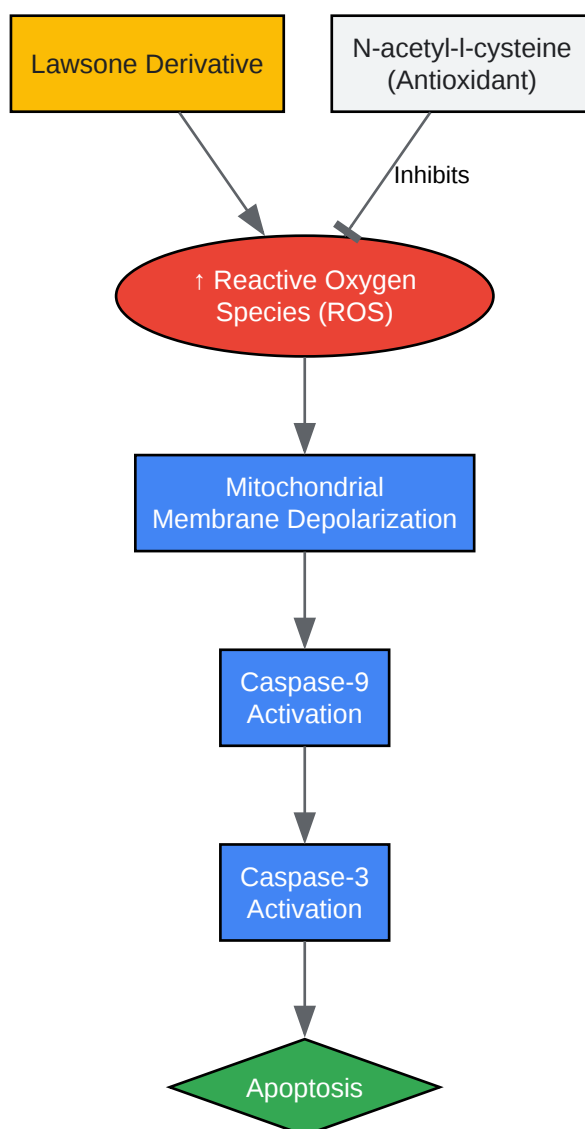 Lawsone Derivative
N-acetyl-l-cysteine
(Antioxidant)
Inhibits
↑ Reactive Oxygen
Species (ROS)
Mitochondrial
Membrane Depolarization
Caspase-9
Activation
Caspase-3
Activation
Apoptosis